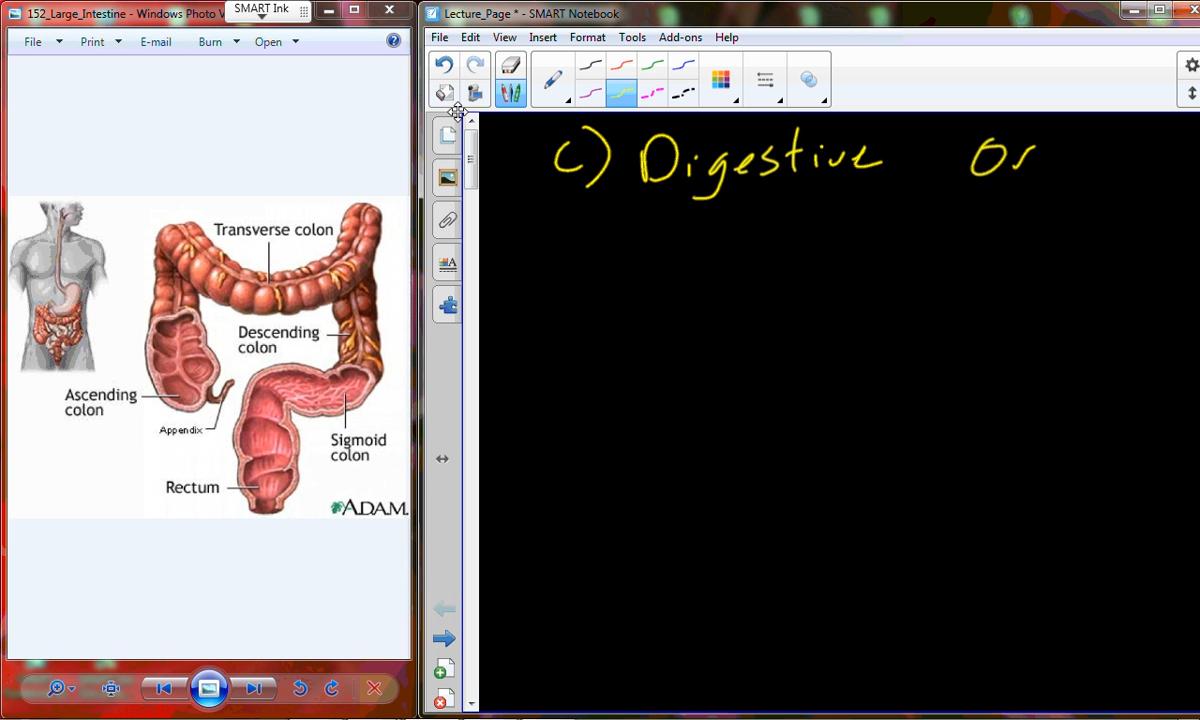 152_Large_Intestine - Windows Photo V
SMART Ink
File Print E-mail Burn Open
Transverse colon
Descending
colon
Ascending
colon
Appendix
Sigmoid
colon
Rectum
ADAM.
Lecture_Page * - SMART Notebook
File Edit View Insert Format Tools Add-ons Help
C) Digestive Or